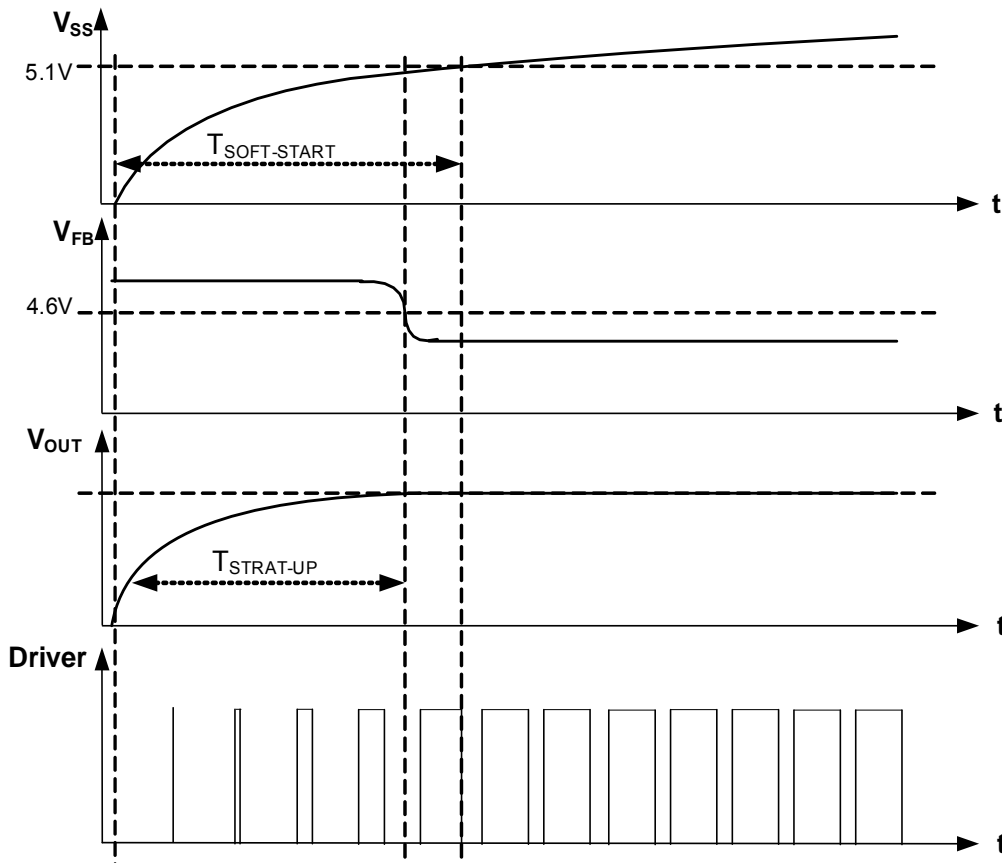 VSS
5.1V
TSOFT-START
t
VFB
4.6V
t
VOUT
TSTRAT-UP
t
Driver
t